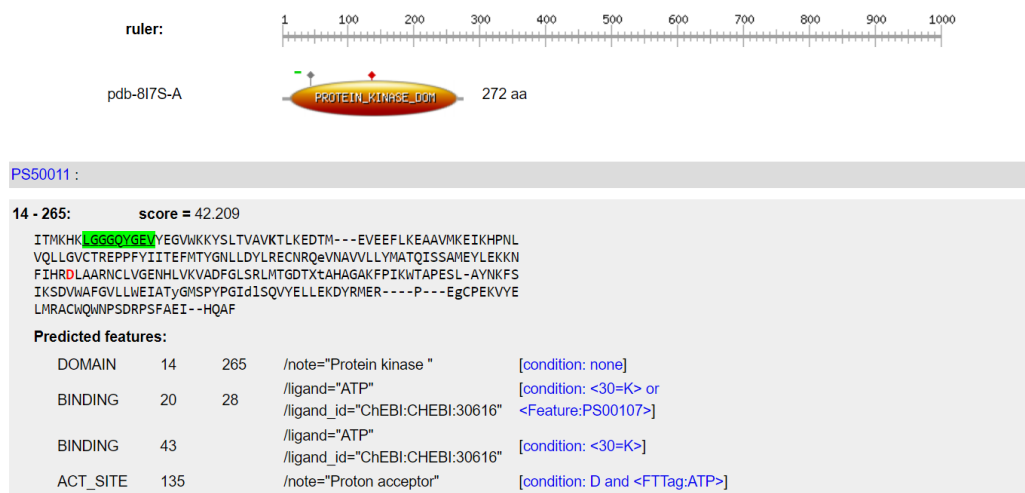 1 100 200 300 400 500 600 700 800 900 1000
ruler:
pdb-8I7S-A PROTEIN_KINASE_DOM 272 aa
PS50011 :
14 - 265: score = 42.209
ITMKHKLGGGQYGEVYEGVWKKYSLTVAVKTLKEDTM---EVEEFLKEAAVMKEIKHPNL
VQLLGVCTREPPFYIITEFMTYGNLLDYLRECNRQeVNAVVLLYMATQISSAMEYLEKKN
FIHRDLAARNCLVGENHLVKVADFGLSRLMTGDTXtAHAGAKFPIKWTAPESL-AYNKFS
IKSDVWAFGVLLWEIATyGMSPYPGIdlSQVYELLEKDYRMER----P---EgCPEKVYE
LMRACWQWNPSDRPSFAEI--HQAF
Predicted features:
DOMAIN 14 265 /note="Protein kinase " [condition: none]
BINDING 20 28 /ligand="ATP" [condition: <30=K> or
/ligand_id="ChEBI:CHEBI:30616" <Feature:PS00107>]
BINDING 43 /ligand="ATP" [condition: <30=K>]
/ligand_id="ChEBI:CHEBI:30616"
ACT_SITE 135 /note="Proton acceptor" [condition: D and <FTTag:ATP>]